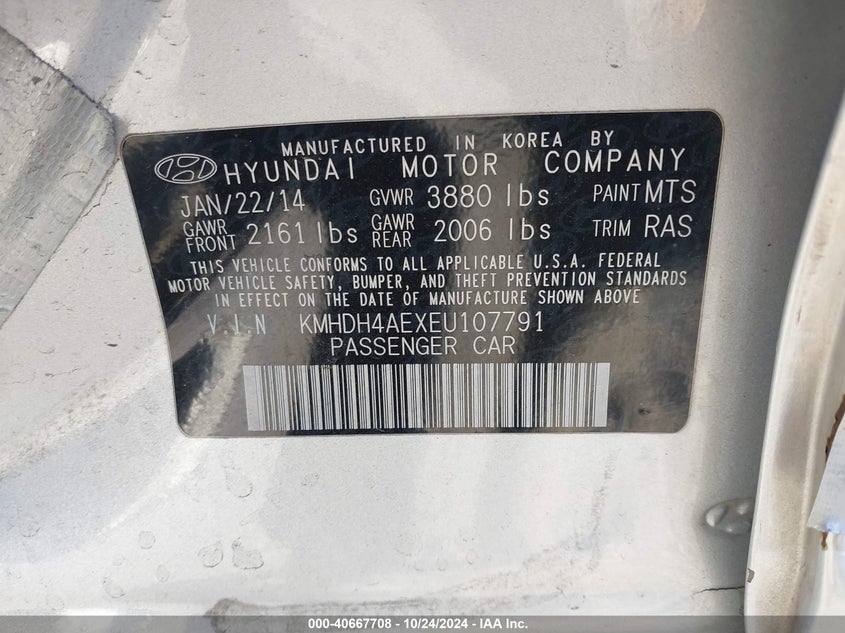 MANUFACTURED IN KOREA BY
HYUNDAI MOTOR COMPANY
JAN/22/14 GVWR 3880 lbs PAINT MTS
GAWR FRONT 2161 lbs GAWR REAR 2006 lbs TRIM RAS
THIS VEHICLE CONFORMS TO ALL APPLICABLE U.S.A. FEDERAL
MOTOR VEHICLE SAFETY, BUMPER, AND THEFT PREVENTION STANDARDS
IN EFFECT ON THE DATE OF MANUFACTURE SHOWN ABOVE
V.I.N KMHDH4AEXEU107791
PASSENGER CAR
000-40667708 - 10/24/2024 - IAA Inc.